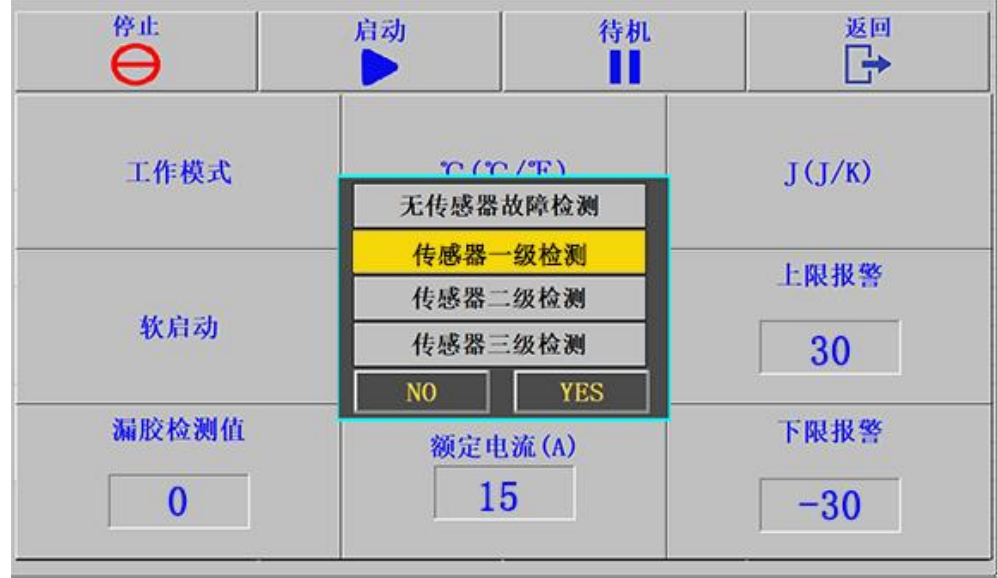 停止
启动
待机
返回
工作模式
℃(℃/℉)
J(J/K)
无传感器故障检测
传感器一级检测
传感器二级检测
传感器三级检测
NO
YES
软启动
上限报警
30
漏胶检测值
0
额定电流(A)
15
下限报警
-30